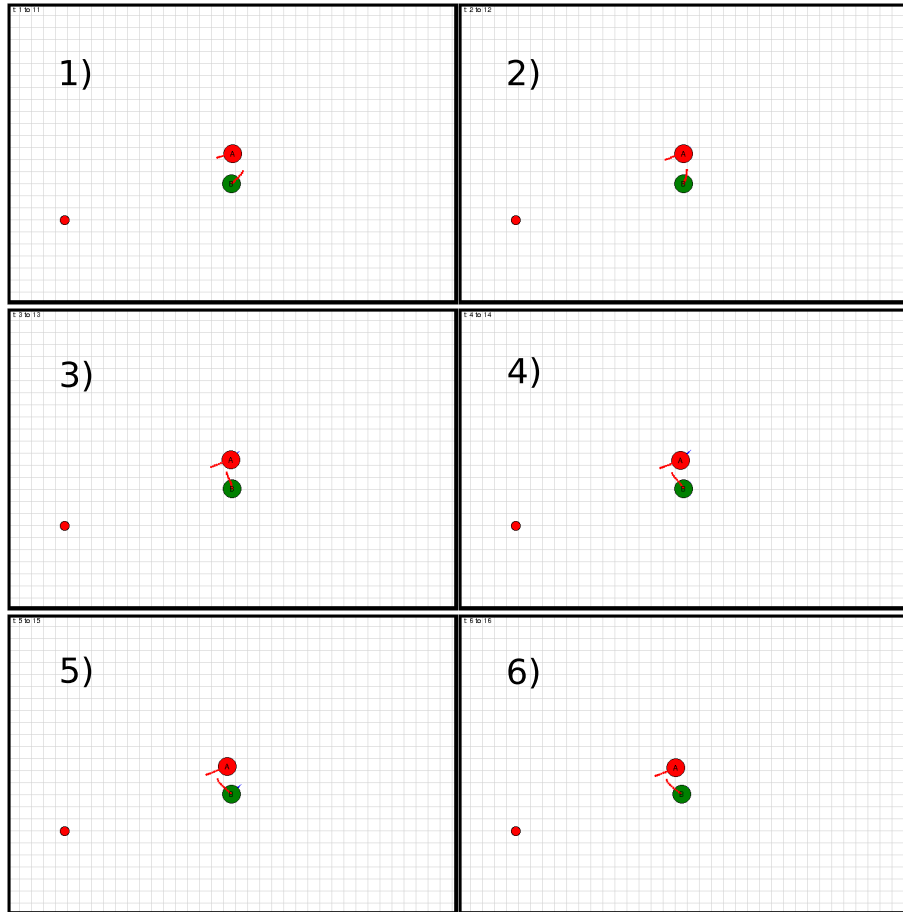 t: 1 to 11
1)
A
B
t: 2 to 12
2)
A
B
t: 3 to 13
3)
A
B
t: 4 to 14
4)
A
B
t: 5 to 15
5)
A
B
t: 6 to 16
6)
A
B